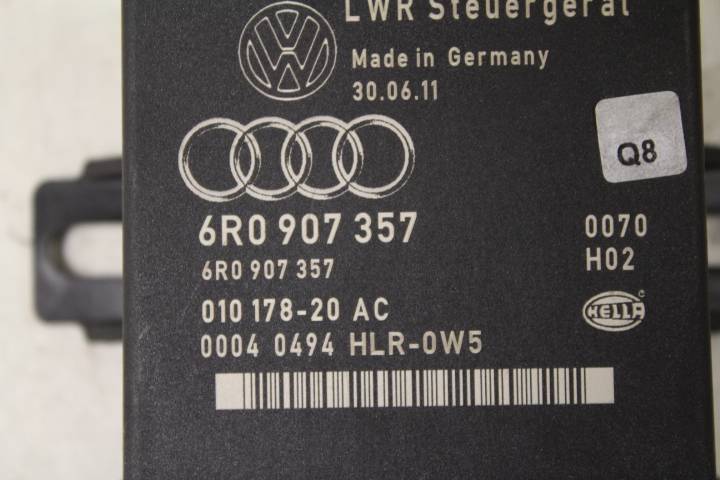 LWR Steuergerät
Made in Germany
30.06.11
Q8
6R0 907 357
0070
6R0 907 357
H02
010 178-20 AC
HELLA
0004 0494 HLR-0W5